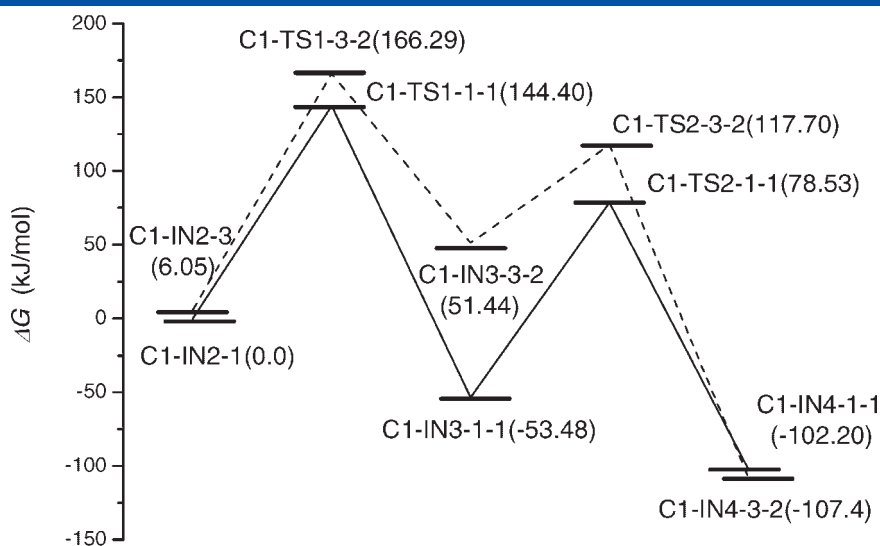 200
C1-TS1-3-2(166.29)
150
C1-TS1-1-1(144.40)
C1-TS2-3-2(117.70)
100
C1-TS2-1-1(78.53)
ΔG (kJ/mol)
50
C1-IN2-3
(6.05)
C1-IN3-3-2
(51.44)
0
C1-IN2-1(0.0)
-50
C1-IN3-1-1(-53.48)
C1-IN4-1-1
(-102.20)
-100
C1-IN4-3-2(-107.4)
-150